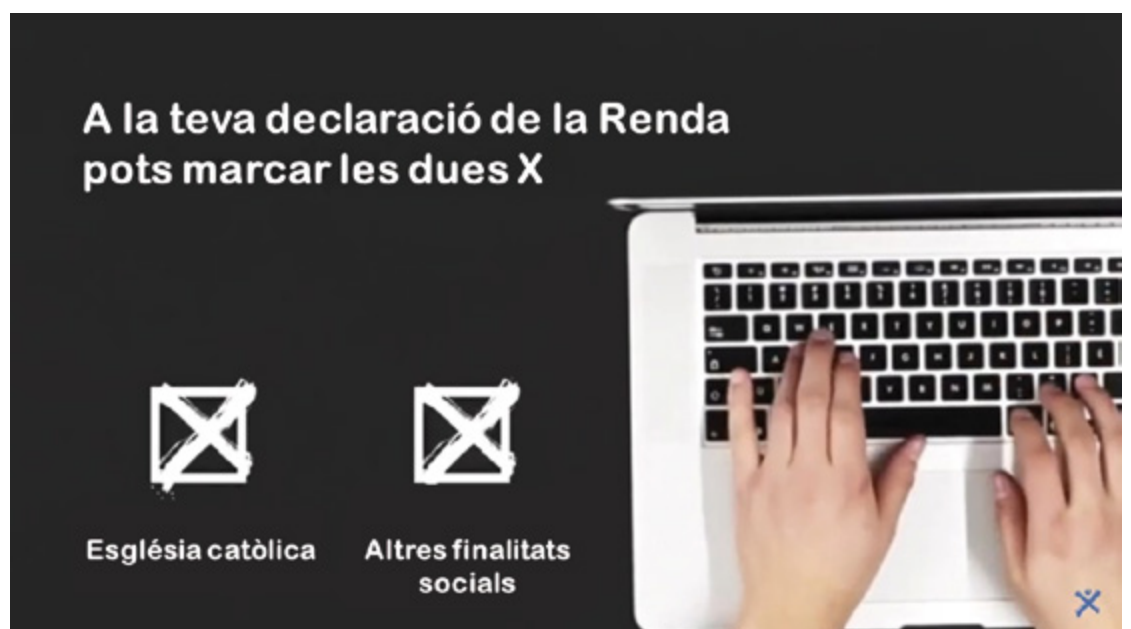 A la teva declaració de la Renda
pots marcar les dues X
Església catòlica
Altres finalitats
socials